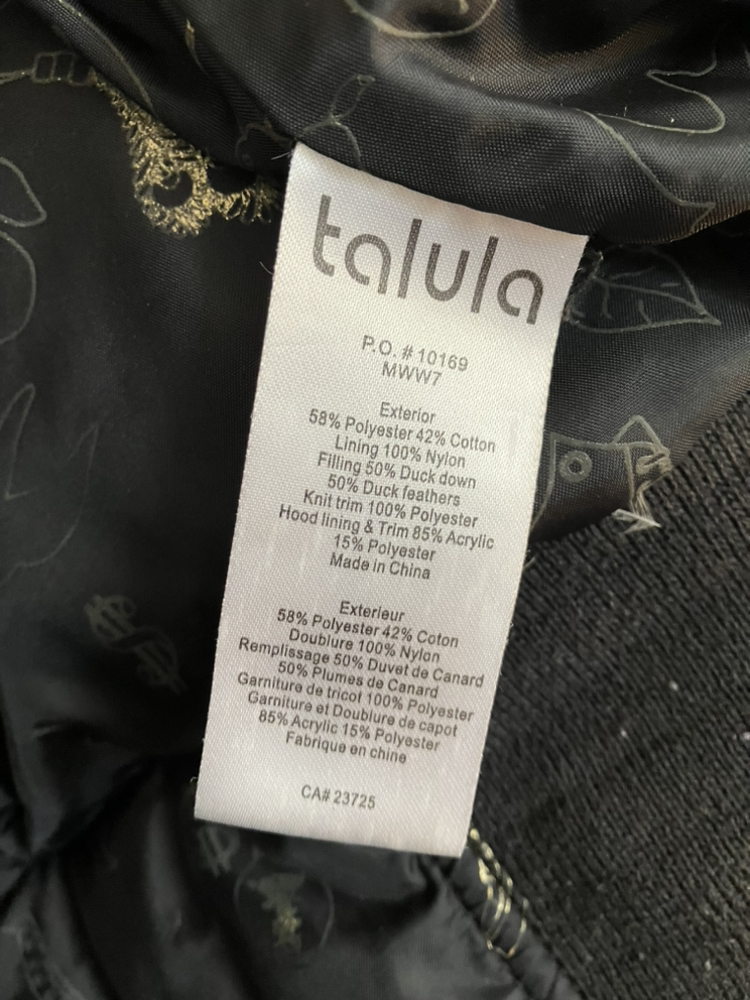 talula
P.O. # 10169
MWW7
Exterior
58% Polyester 42% Cotton
Lining 100% Nylon
Filling 50% Duck down
50% Duck feathers
Knit trim 100% Polyester
Hood lining & Trim 85% Acrylic
15% Polyester
Made in China
Exterieur
58% Polyester 42% Coton
Doublure 100% Nylon
Remplissage 50% Duvet de Canard
50% Plumes de Canard
Garniture de tricot 100% Polyester
Garniture et Doublure de capot
85% Acrylic 15% Polyester
Fabrique en chine
CA# 23725